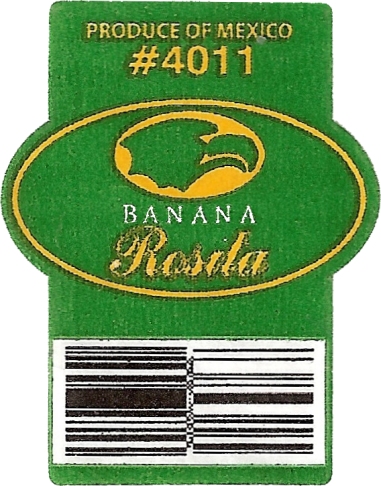 PRODUCE OF MEXICO
#4011
BANANA
Rosita